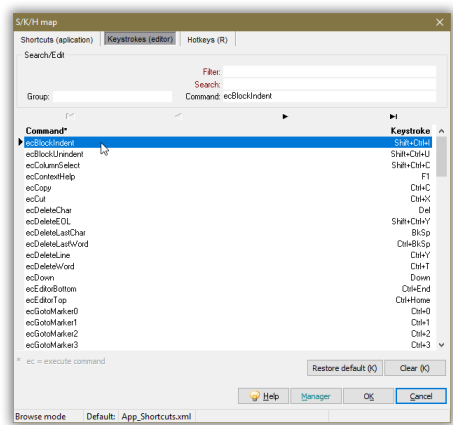 S/K/H map
Shortcuts (aplication) Keystrokes (editor) Hotkeys (R)
Search/Edit
Filter:
Search:
Group: Command: ecBlockIndent
Command* Keystroke
ecBlockIndent Shift+Ctrl+I
ecBlockUnindent Shift+Ctrl+U
ecColumnSelect Shift+Ctrl+C
ecContextHelp F1
ecCopy Ctrl+C
ecCut Ctrl+X
ecDeleteChar Del
ecDeleteEOL Shift+Ctrl+Y
ecDeleteLastChar BkSp
ecDeleteLastWord Ctrl+BkSp
ecDeleteLine Ctrl+Y
ecDeleteWord Ctrl+T
ecDown Down
ecEditorBottom Ctrl+End
ecEditorTop Ctrl+Home
ecGotoMarker0 Ctrl+0
ecGotoMarker1 Ctrl+1
ecGotoMarker2 Ctrl+2
ecGotoMarker3 Ctrl+3
* ec = execute command
Restore default (K) Clear (K)
Help Manager OK Cancel
Browse mode Default: App_Shortcuts.xml